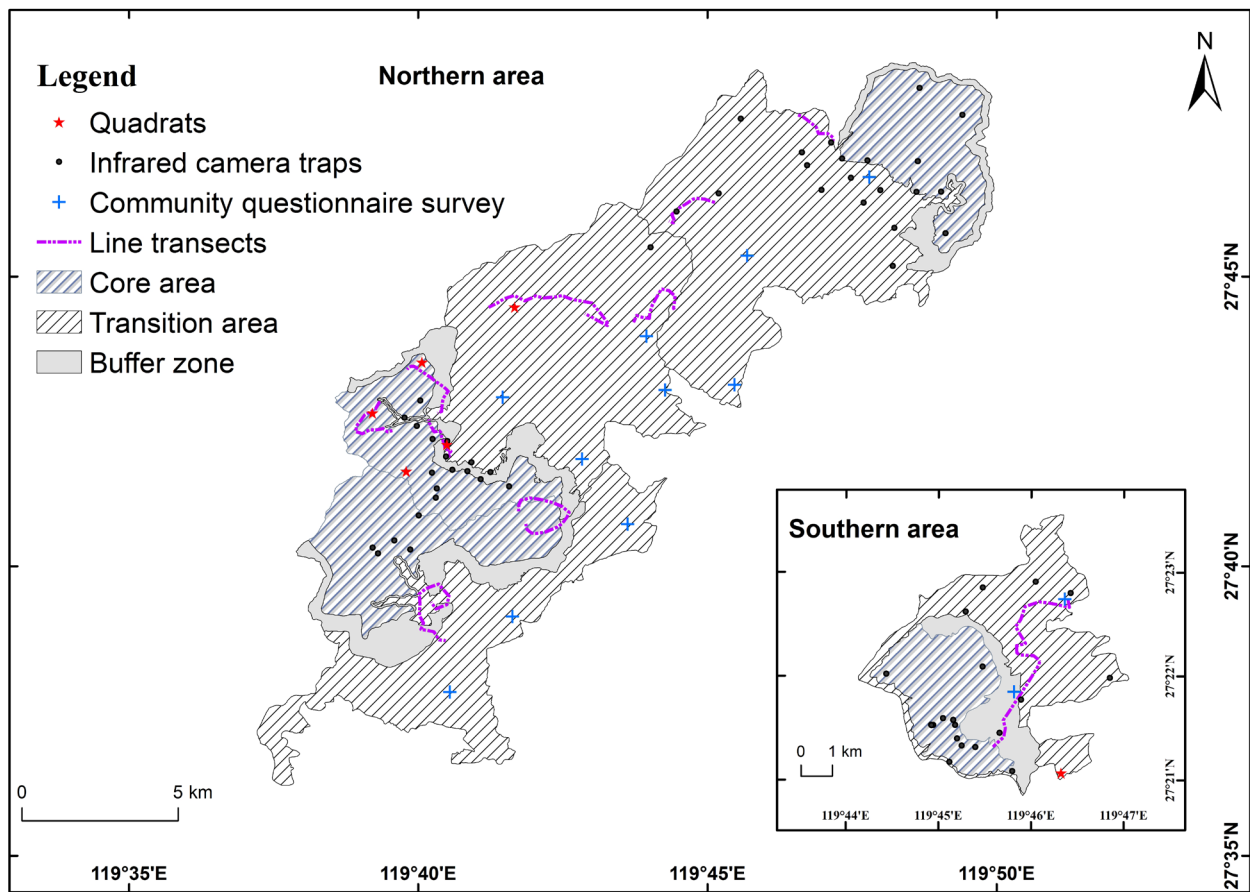 Legend
Quadrats
Infrared camera traps
Community questionnaire survey
Line transects
Core area
Transition area
Buffer zone
Northern area
N
27°45'N
27°40'N
27°35'N
0 5 km
119°35'E 119°40'E 119°45'E 119°50'E
Southern area
27°23'N
27°22'N
27°21'N
0 1 km
119°44'E 119°45'E 119°46'E 119°47'E